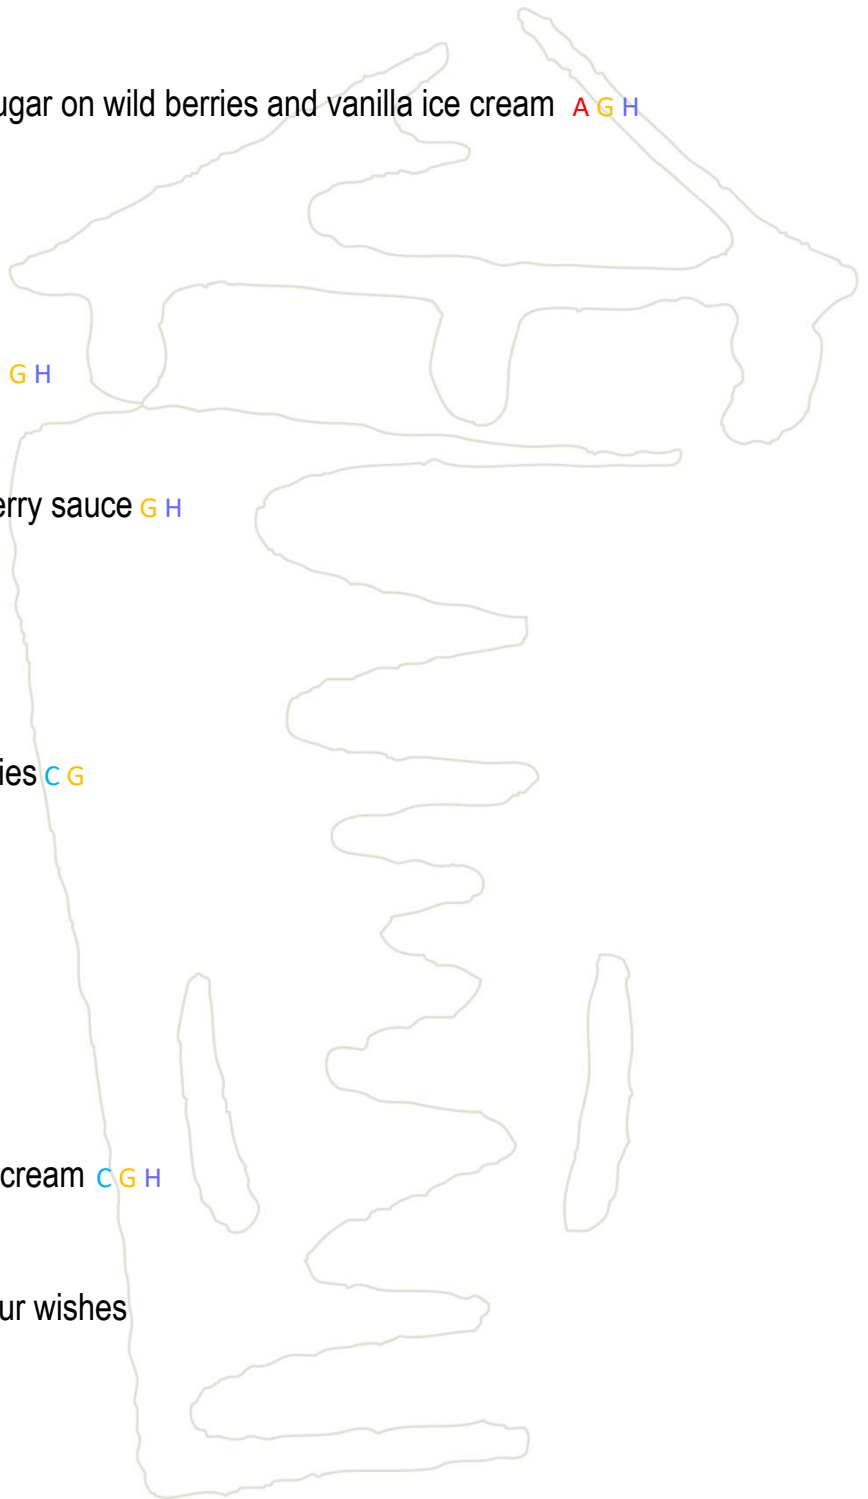 ugar on wild berries and vanilla ice cream A G H
G H
erry sauce G H
ies C G
cream C G H
ur wishes